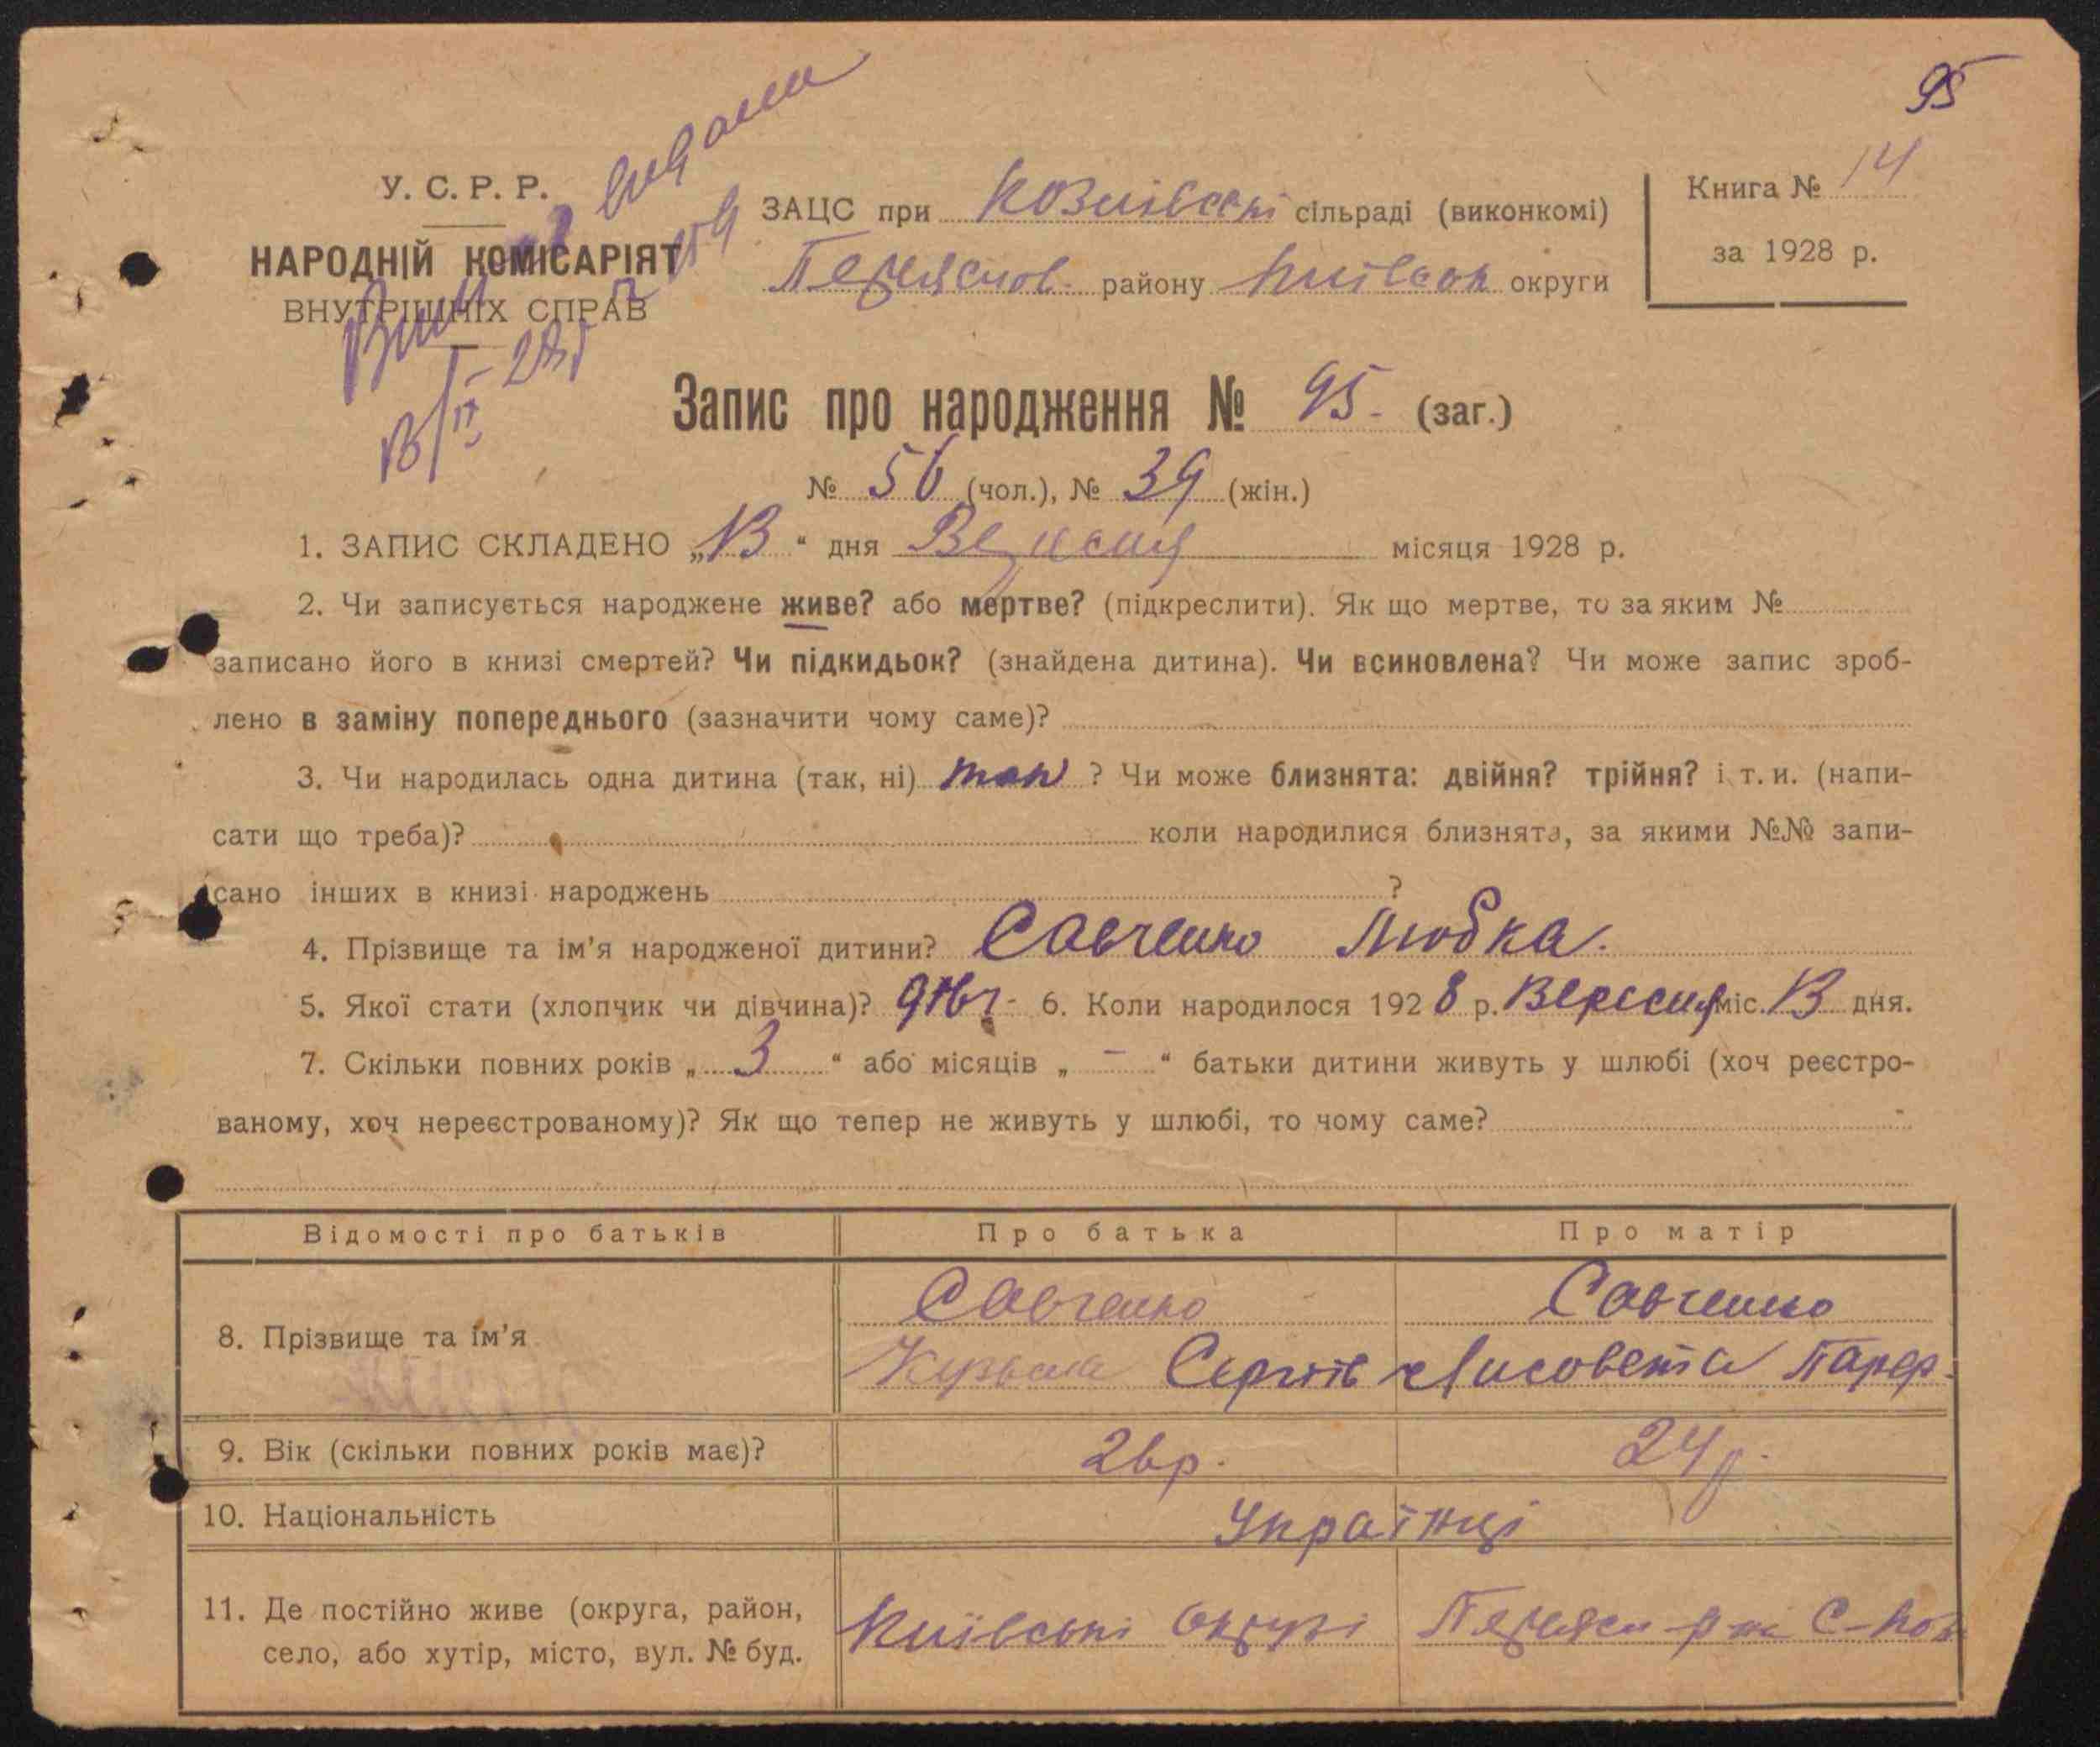 95
У. С. Р. Р.
НАРОДНІЙ КОМІСАРІЯТ
ВНУТРІШНІХ СПРАВ
ЗАЦС при сільраді (виконкомі)
району округи
Книга № 14
за 1928 р.
Запис про народження № 95. (заг.)
№ 56 (чол.), № 39 (жін.)
1. ЗАПИС СКЛАДЕНО „13“ дня Вересня місяця 1928 р.
2. Чи записується народжене живе? або мертве? (підкреслити). Як що мертве, то за яким №
записано його в книзі смертей? Чи підкидьок? (знайдена дитина). Чи всиновлена? Чи може запис зроб-
лено в заміну попереднього (зазначити чому саме)?
3. Чи народилась одна дитина (так, ні) так ? Чи може близнята: двійня? трійня? і т. и. (напи-
сати що треба)? коли народилися близнята, за якими №№ запи-
сано інших в книзі народжень ?
4. Прізвище та ім’я народженої дитини? Савченко Любка.
5. Якої стати (хлопчик чи дівчина)? дівч- 6. Коли народилося 1928 р. Вересня міс. 13 дня.
7. Скільки повних років „ 3 “ або місяців „ – “ батьки дитини живуть у шлюбі (хоч реєстро-
ваному, хоч нереєстрованому)? Як що тепер не живуть у шлюбі, то чому саме?
Відомості про батьків Про батька Про матір
8. Прізвище та ім’я Савченко Савченко
Кузьма Сергіїв Лисовета Парф.
9. Вік (скільки повних років має)? 26р. 24р.
10. Національність Українці
11. Де постійно живе (округа, район,
село, або хутір, місто, вул. № буд. Київські округи